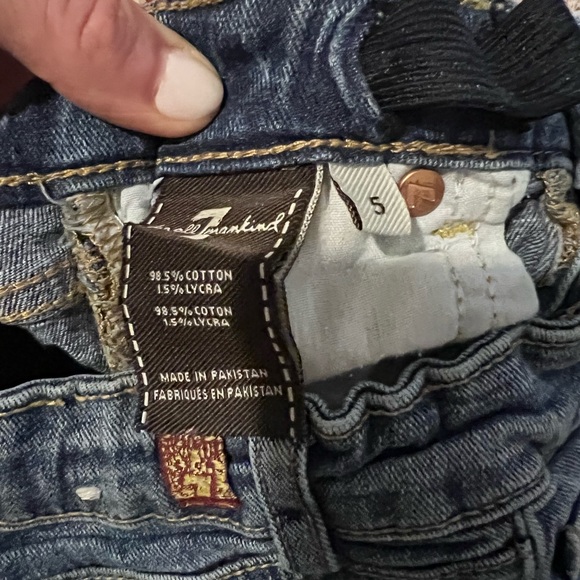 7
for all mankind
5
98.5% COTTON
1.5% LYCRA
98.5% COTON
1.5% LYCRA
MADE IN PAKISTAN
FABRIQUÉS EN PAKISTAN